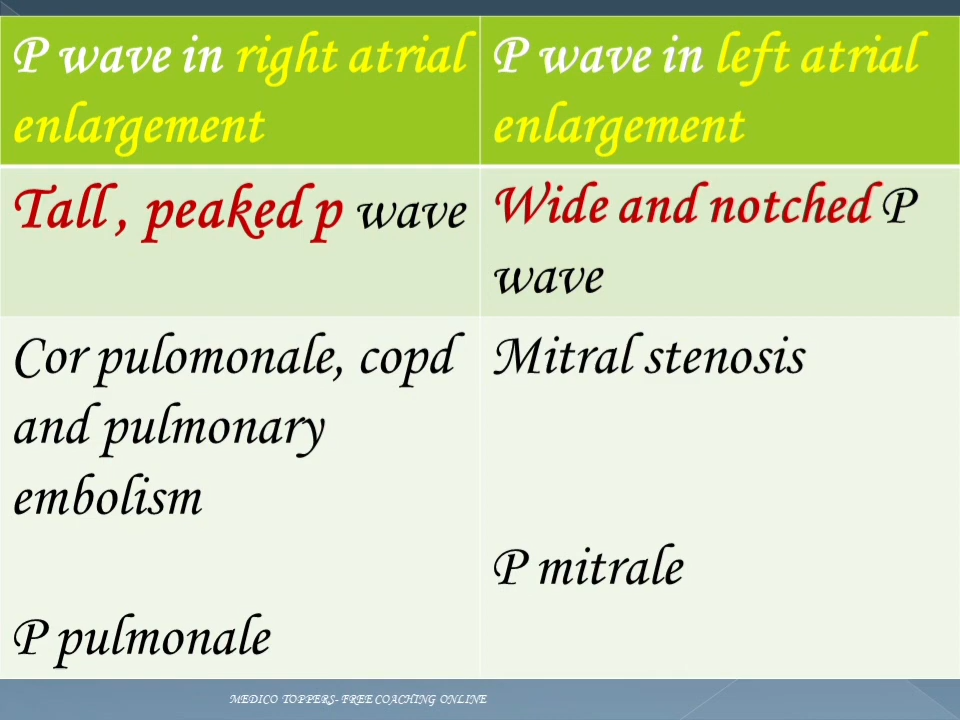 P wave in right atrial
enlargement
P wave in left atrial
enlargement
Tall , peaked p wave
Wide and notched P
wave
Cor pulomonale, copd
and pulmonary
embolism
P pulmonale
Mitral stenosis
P mitrale
MEDICO TOPPERS- FREE COACHING ONLINE